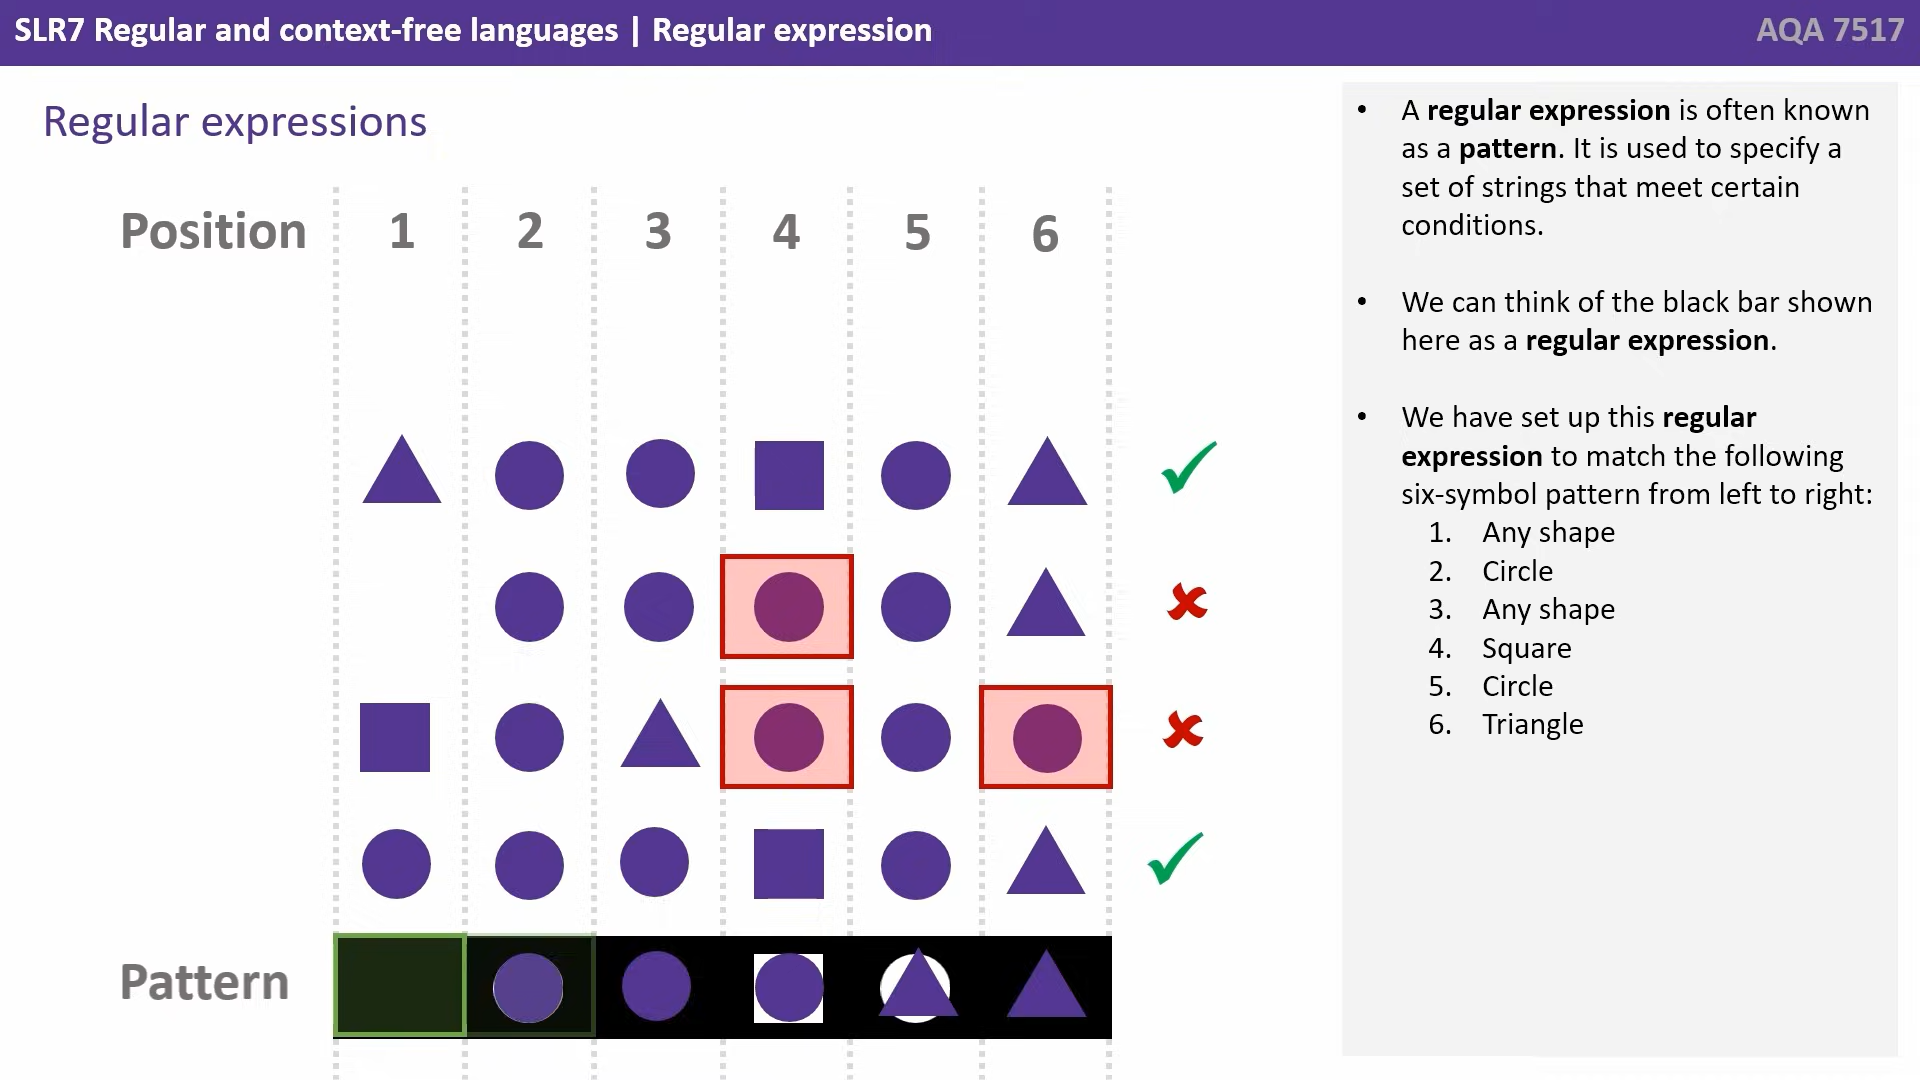 SLR7 Regular and context-free languages | Regular expression
AQA 7517
Regular expressions
Position 1 2 3 4 5 6
Pattern
• A regular expression is often known
as a pattern. It is used to specify a
set of strings that meet certain
conditions.
• We can think of the black bar shown
here as a regular expression.
• We have set up this regular
expression to match the following
six-symbol pattern from left to right:
1. Any shape
2. Circle
3. Any shape
4. Square
5. Circle
6. Triangle